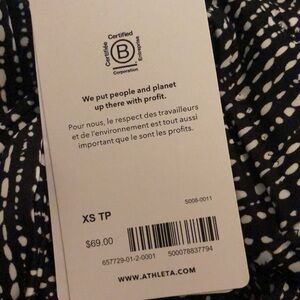 Certifiée Certified Enterprise
B
Corporation
We put people and planet
up there with profit.
Pour nous, le respect des travailleurs
et de l'environnement est tout aussi
important que le sont les profits.
5008-0011
XS TP
$69.00
657729-01-2-0001 500078837794
WWW.ATHLETA.COM